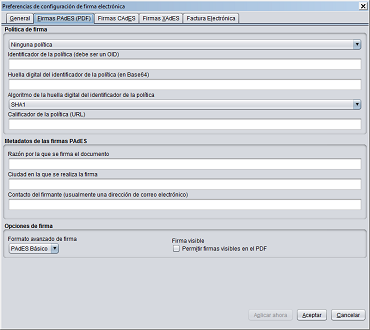 Preferencias de configuración de firma electrónica
General
Firmas PAdES (PDF)
Firmas CAdES
Firmas XAdES
Factura Electrónica
Política de firma
Ninguna política
Identificador de la política (debe ser un OID)
Huella digital del identificador de la política (en Base64)
Algoritmo de la huella digital del identificador de la política
SHA1
Calificador de la política (URL)
Metadatos de las firmas PAdES
Razón por la que se firma el documento
Ciudad en la que se realiza la firma
Contacto del firmante (usualmente una dirección de correo electrónico)
Opciones de firma
Formato avanzado de firma
Firma visible
PAdES Básico
Permitir firmas visibles en el PDF
Aplicar ahora
Aceptar
Cancelar